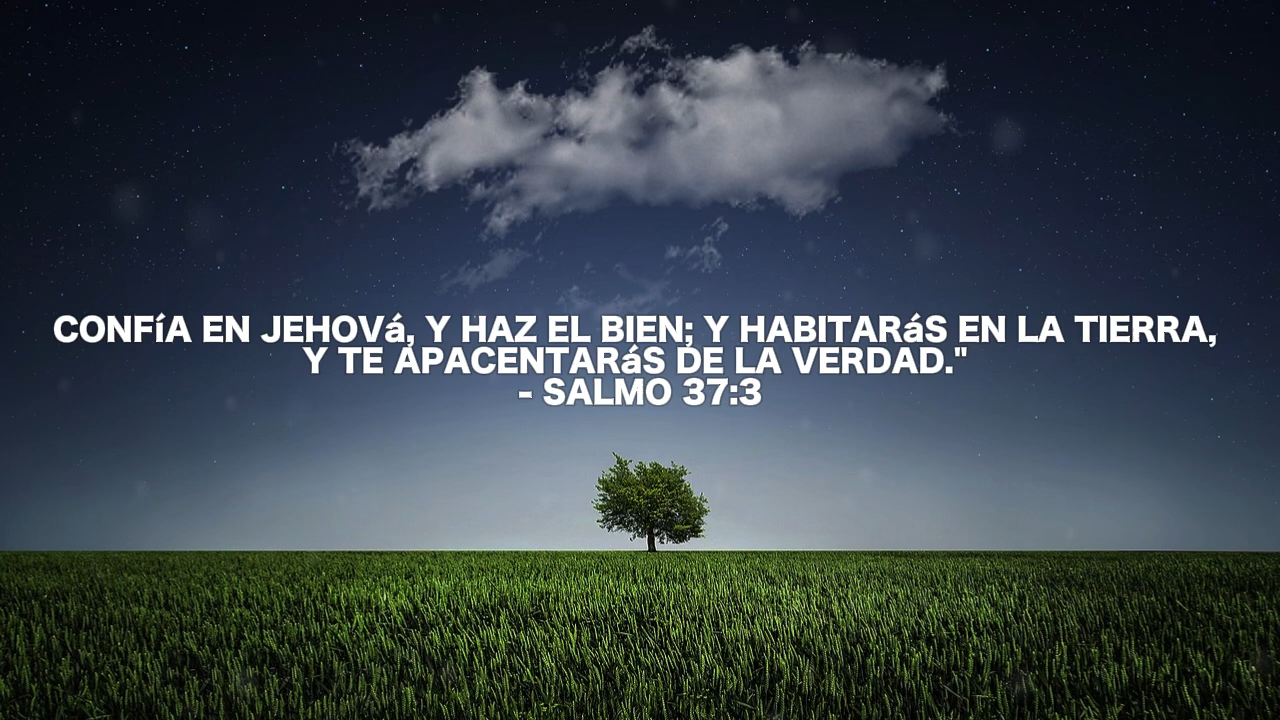 CONFíA EN JEHOVá, Y HAZ EL BIEN; Y HABITARáS EN LA TIERRA,
Y TE APACENTARáS DE LA VERDAD."
- SALMO 37:3